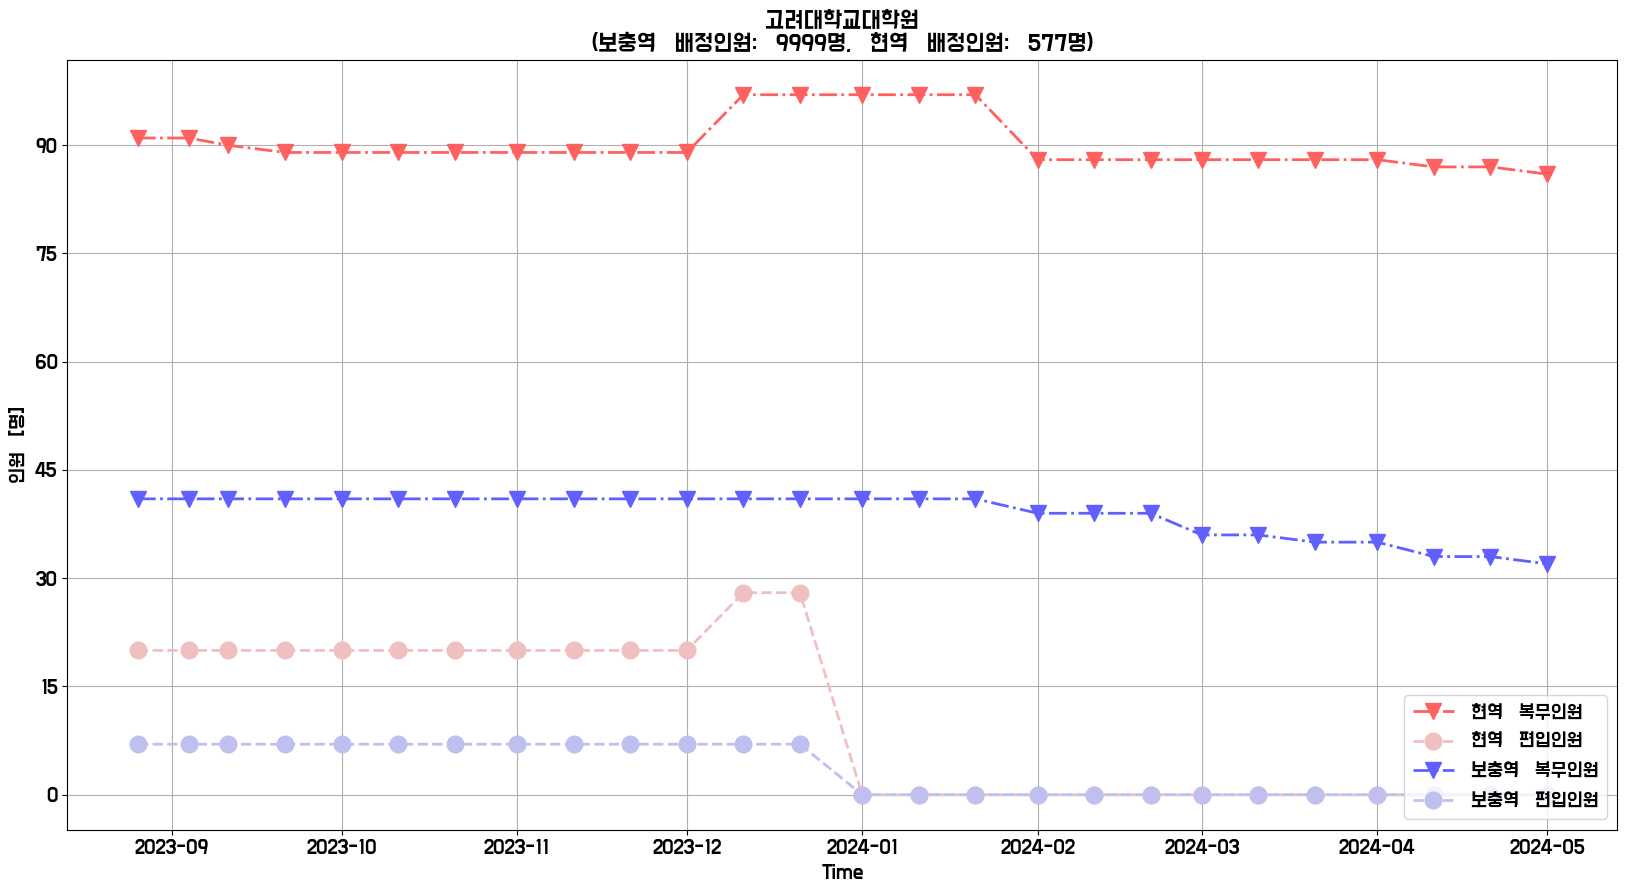 고려대학교대학원
(보충역 배정인원: 9999명, 현역 배정인원: 577명)
인원 [명]
90
75
60
45
30
15
0
현역 복무인원
현역 편입인원
보충역 복무인원
보충역 편입인원
2023-09 2023-10 2023-11 2023-12 2024-01 2024-02 2024-03 2024-04 2024-05
Time